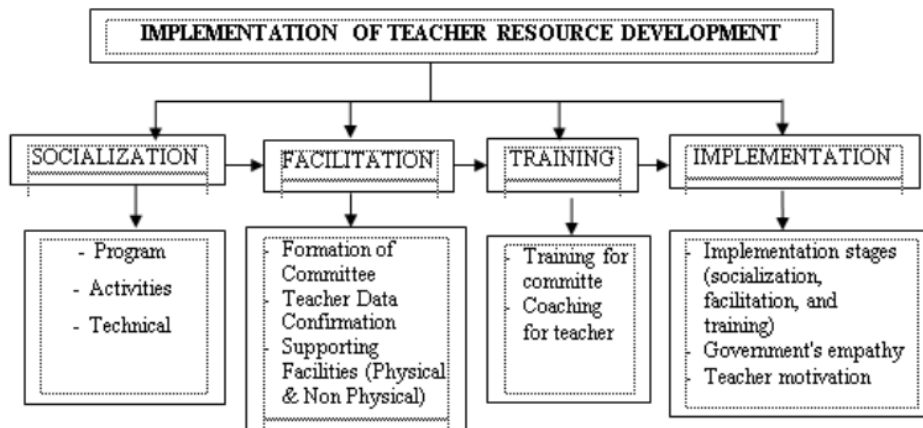 IMPLEMENTATION OF TEACHER RESOURCE DEVELOPMENT
SOCIALIZATION
FACILITATION
TRAINING
IMPLEMENTATION
- Program
- Activities
- Technical
- Formation of
Committee
- Teacher Data
Confirmation
- Supporting
Facilities (Physical
& Non Physical)
- Training for
committe
- Coaching
for teacher
- Implementation stages
(socialization,
facilitation, and
training)
- Government's empathy
- Teacher motivation